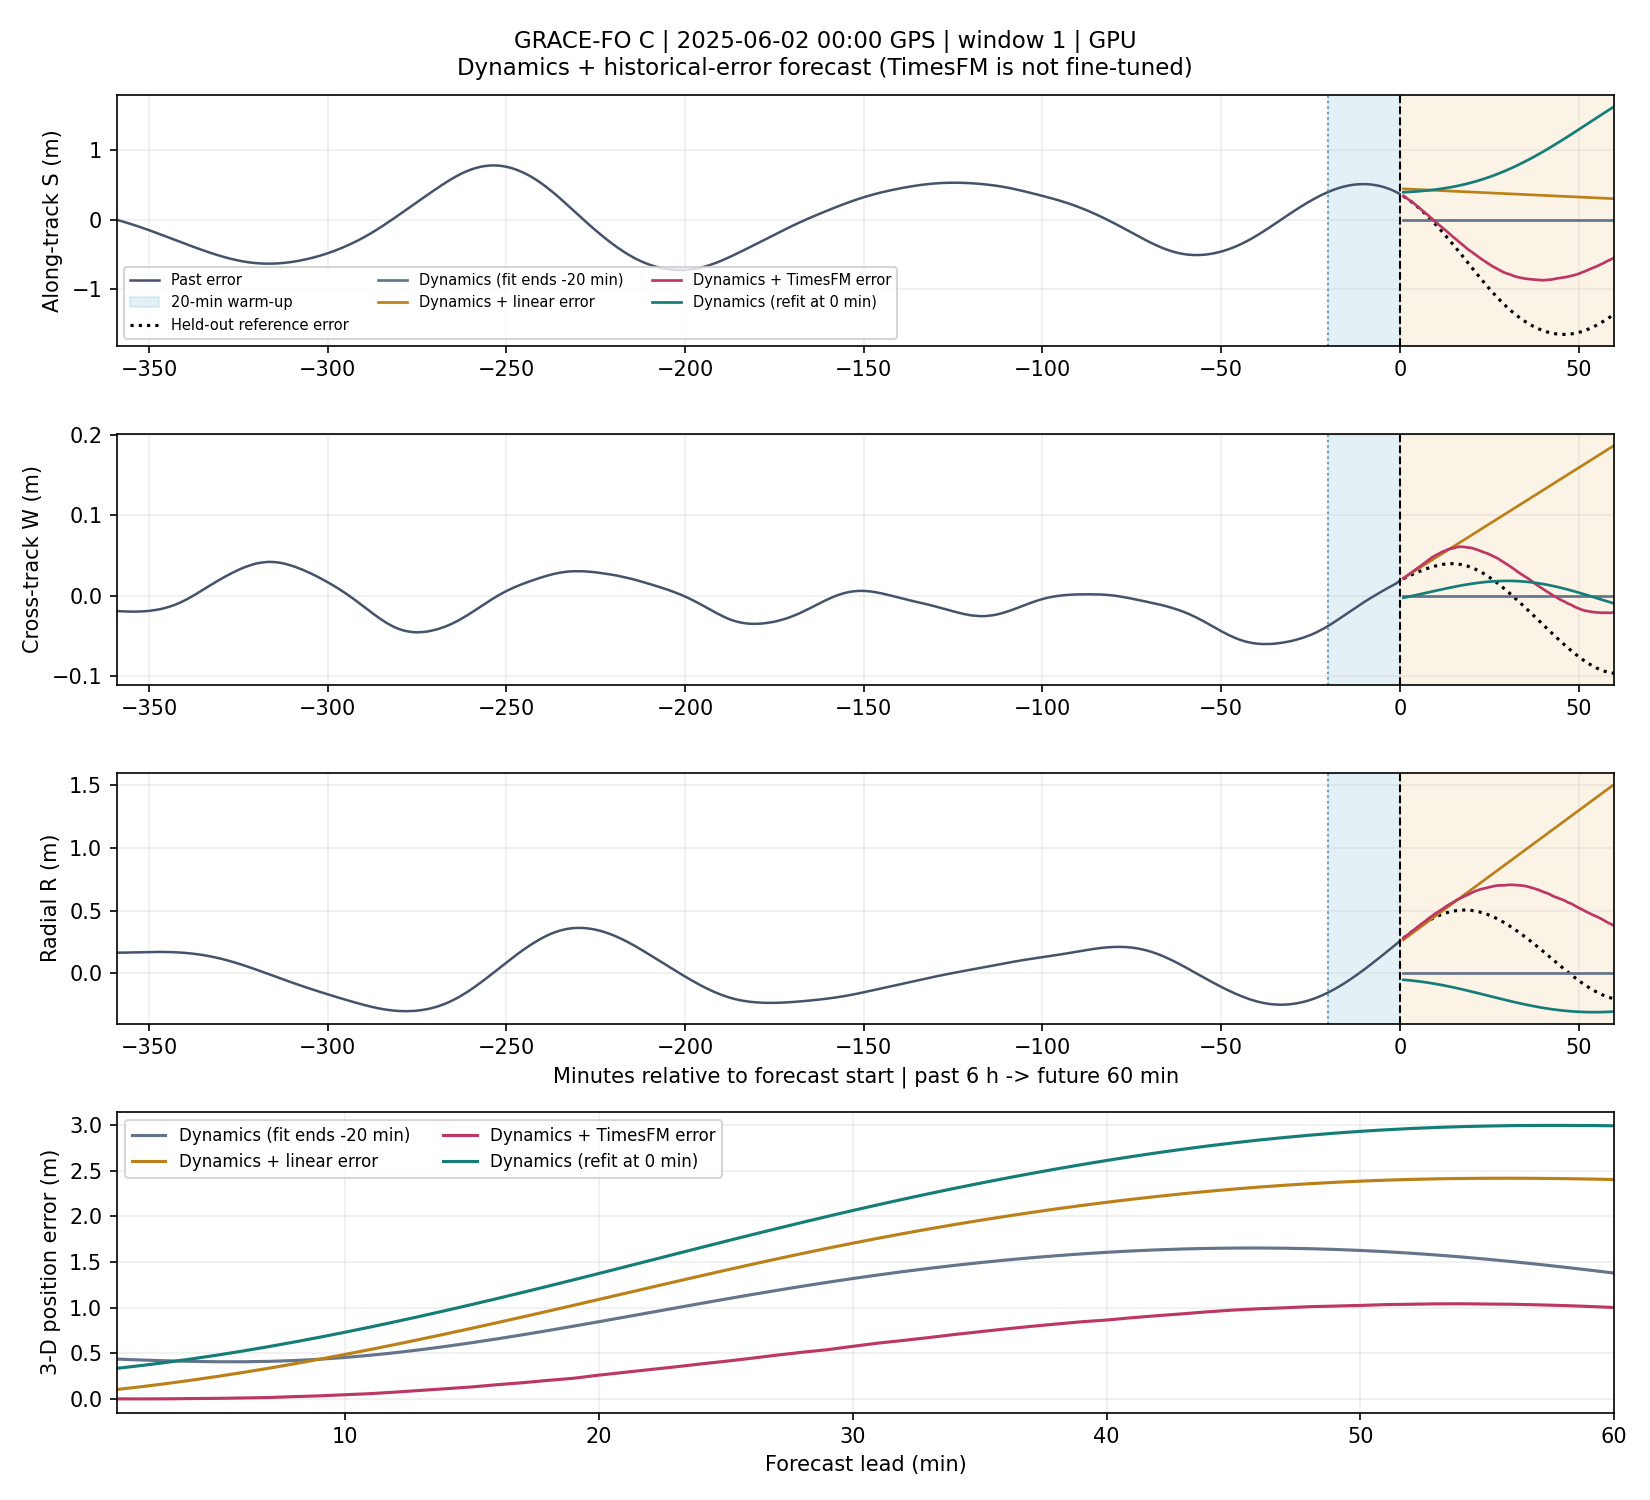 GRACE-FO C | 2025-06-02 00:00 GPS | window 1 | GPU
Dynamics + historical-error forecast (TimesFM is not fine-tuned)
Along-track S (m)
1
0
−1
Past error
20-min warm-up
Held-out reference error
Dynamics (fit ends -20 min)
Dynamics + linear error
Dynamics + TimesFM error
Dynamics (refit at 0 min)
−350 −300 −250 −200 −150 −100 −50 0 50
Cross-track W (m)
0.2
0.1
0.0
−0.1
−350 −300 −250 −200 −150 −100 −50 0 50
Radial R (m)
1.5
1.0
0.5
0.0
−350 −300 −250 −200 −150 −100 −50 0 50
Minutes relative to forecast start | past 6 h -> future 60 min
3-D position error (m)
3.0
2.5
2.0
1.5
1.0
0.5
0.0
Dynamics (fit ends -20 min)
Dynamics + linear error
Dynamics + TimesFM error
Dynamics (refit at 0 min)
10 20 30 40 50 60
Forecast lead (min)